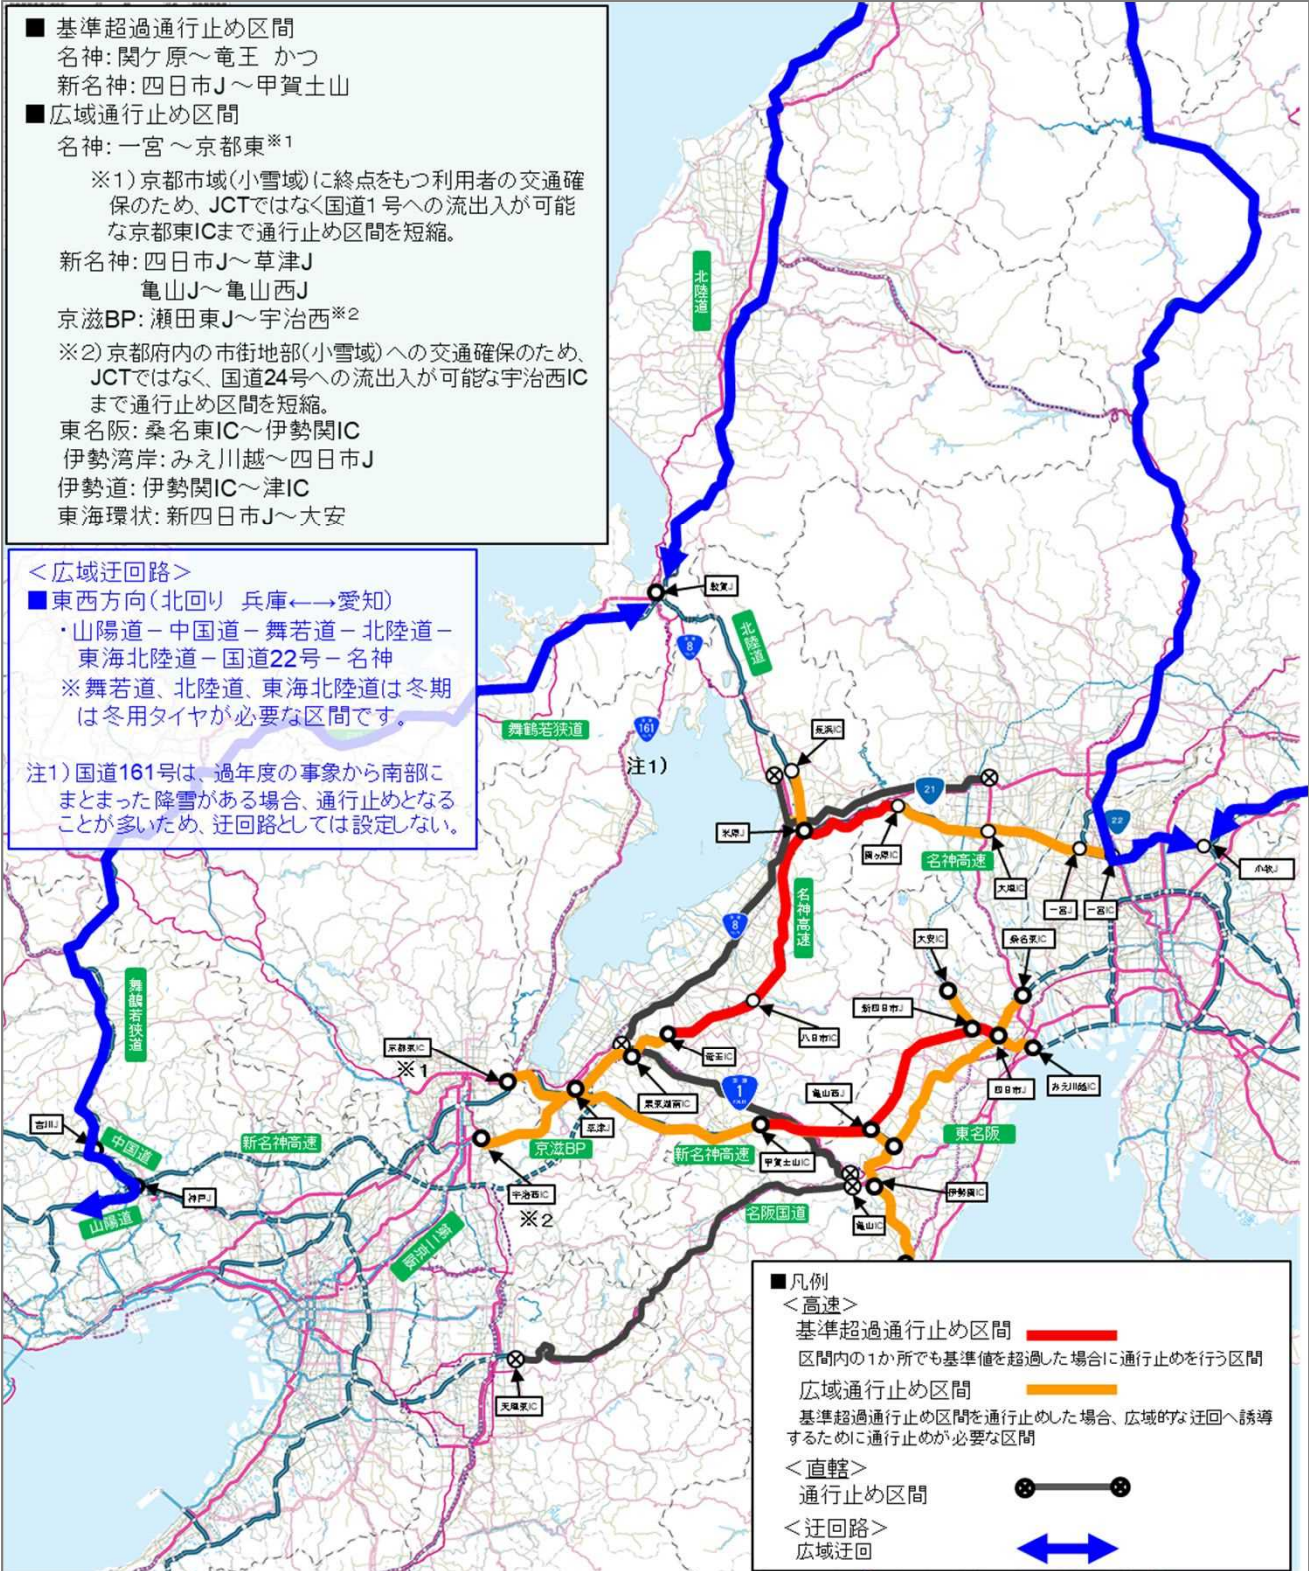 ■ 基準超過通行止め区間
名神:関ケ原～竜王 かつ
新名神:四日市J～甲賀土山
■広域通行止め区間
名神:一宮～京都東※1
※1)京都市域(小雪域)に終点をもつ利用者の交通確
保のため、JCTではなく国道1号への流出入が可能
な京都東ICまで通行止め区間を短縮。
新名神:四日市J～草津J
亀山J～亀山西J
京滋BP:瀬田東J～宇治西※2
※2)京都府内の市街地部(小雪域)への交通確保のため、
JCTではなく、国道24号への流出入が可能な宇治西IC
まで通行止め区間を短縮。
東名阪:桑名東IC～伊勢関IC
伊勢湾岸:みえ川越～四日市J
伊勢道:伊勢関IC～津IC
東海環状:新四日市J～大安
＜広域迂回路＞
■東西方向(北回り 兵庫←→愛知)
・山陽道－中国道－舞若道－北陸道－
東海北陸道－国道22号－名神
※舞若道、北陸道、東海北陸道は冬期
は冬用タイヤが必要な区間です。
注1)国道161号は、過年度の事象から南部に
まとまった降雪がある場合、通行止めとなる
ことが多いため、迂回路としては設定しない。
北陸道
敦賀J
8
北陸道
舞鶴若狭道
161
注1)
長浜IC
21
米原J
関ヶ原IC
名神高速
大垣IC
22
一宮J
一宮IC
小牧J
名神高速
8
大安IC
桑名東IC
舞鶴若狭道
新四日市J
八日市IC
京都東IC
※1
竜王IC
栗東湖南IC
1
亀山西J
四日市J
みえ川越IC
吉川J
中国道
新名神高速
草津J
京滋BP
新名神高速
甲賀土山IC
東名阪
神戸J
山陽道
宇治西IC
※2
第二京阪
名阪国道
亀山IC
伊勢関IC
天理東IC
■凡例
＜高速＞
基準超過通行止め区間
区間内の1か所でも基準値を超過した場合に通行止めを行う区間
広域通行止め区間
基準超過通行止め区間を通行止めした場合、広域的な迂回へ誘導
するために通行止めが必要な区間
＜直轄＞
通行止め区間
＜迂回路＞
広域迂回